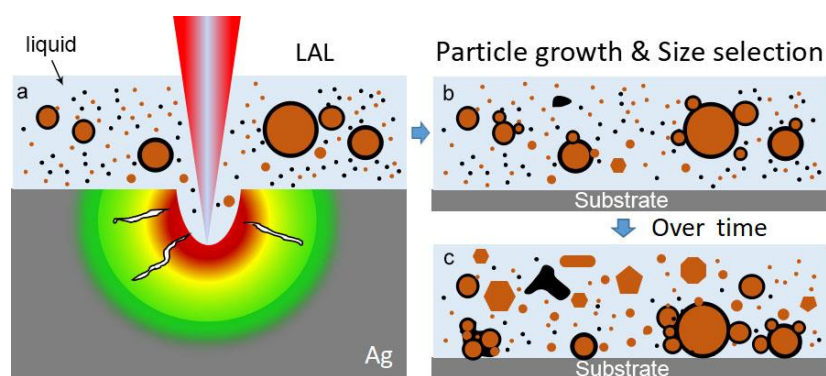 liquid
LAL
Particle growth & Size selection
a
b
Substrate
Over time
c
Ag
Substrate